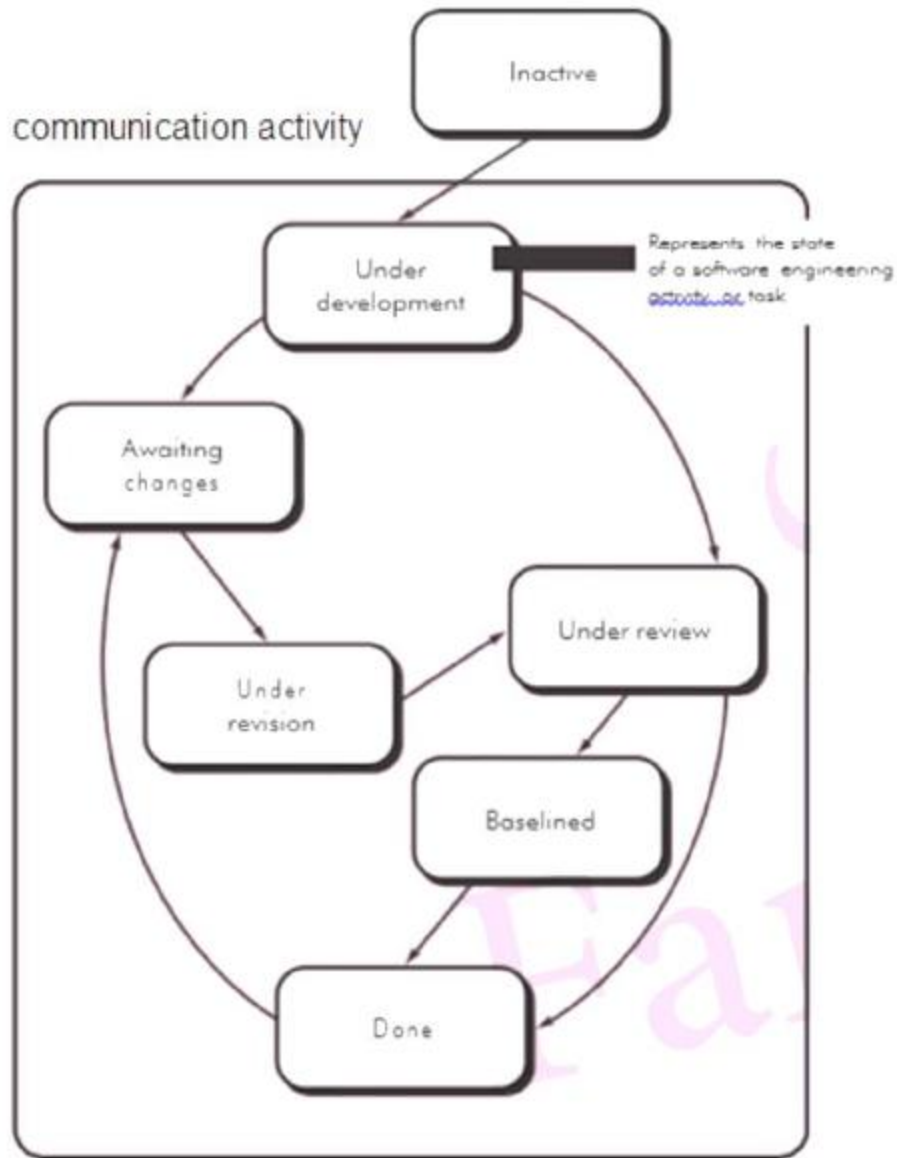 Inactive
communication activity
Under
development
Represents the state
of a software engineering
activity or task
Awaiting
changes
Under review
Under
revision
Baselined
Done
Far